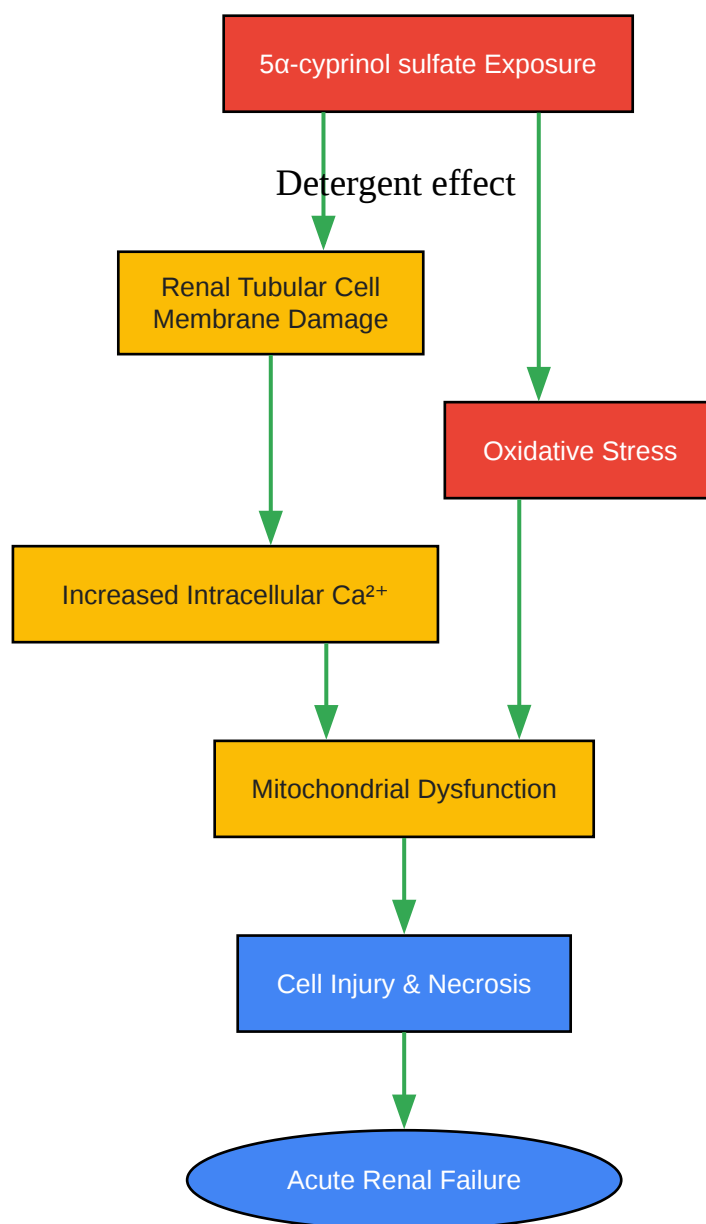 5α-cyprinol sulfate Exposure
Detergent effect
Renal Tubular Cell
Membrane Damage
Oxidative Stress
Increased Intracellular Ca²⁺
Mitochondrial Dysfunction
Cell Injury & Necrosis
Acute Renal Failure